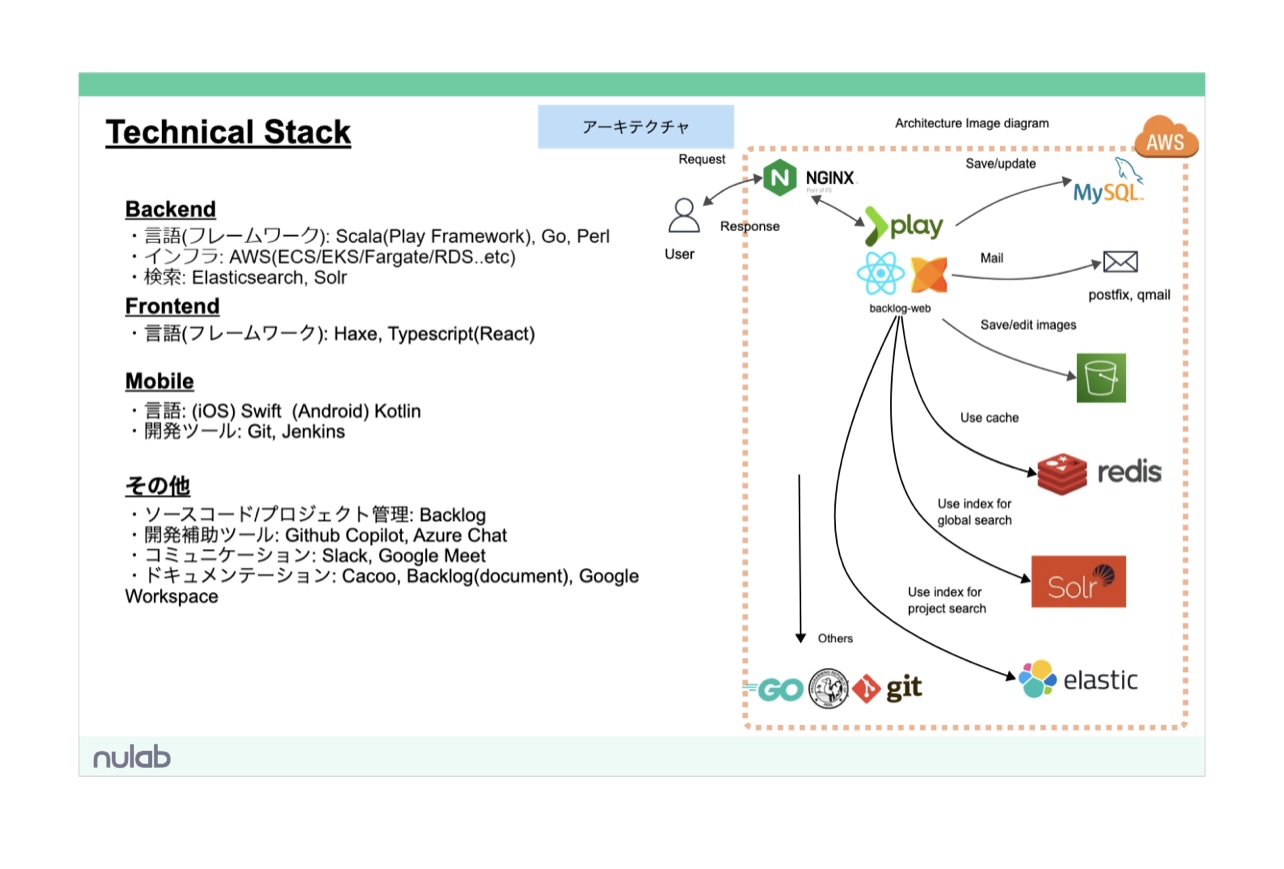 Technical Stack
アーキテクチャ
Architecture Image diagram
AWS
Backend
・言語(フレームワーク): Scala(Play Framework), Go, Perl
・インフラ: AWS(ECS/EKS/Fargate/RDS..etc)
・検索: Elasticsearch, Solr
Frontend
・言語(フレームワーク): Haxe, Typescript(React)
Mobile
・言語: (iOS) Swift (Android) Kotlin
・開発ツール: Git, Jenkins
その他
・ソースコード/プロジェクト管理: Backlog
・開発補助ツール: Github Copilot, Azure Chat
・コミュニケーション: Slack, Google Meet
・ドキュメンテーション: Cacoo, Backlog(document), Google
Workspace
Request
User
Response
N
NGINX
Part of F5
play
backlog-web
Save/update
MySQL
Mail
postfix, qmail
Save/edit images
Use cache
redis
Use index for
global search
Solr
Use index for
project search
elastic
Others
GO
git
nulab